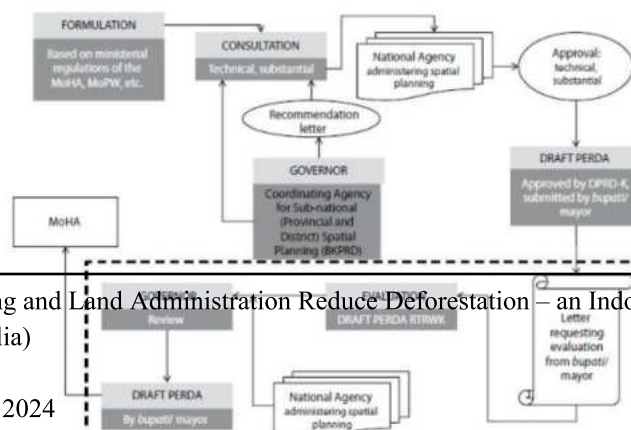 FORMULATION
Based on ministerial
regulations of the
MoHA, MoPW, etc.
CONSULTATION
Technical, substantial
National Agency
administering spatial
planning
Approval:
technical,
substantial
Recommendation
letter
GOVERNOR
Coordinating Agency
for Sub-national
(Provincial and
District) Spatial
Planning (BKPRD)
DRAFT PERDA
Approved by DPRD-K,
submitted by bupati/
mayor
MoHA
and Land Administration Reduce Deforestation – an
GOVERNOR
Review
DRAFT PERDA RTRWK
Letter
requesting
evaluation
from bupati/
mayor
DRAFT PERDA
By bupati/ mayor
National Agency
administering spatial
planning
2024